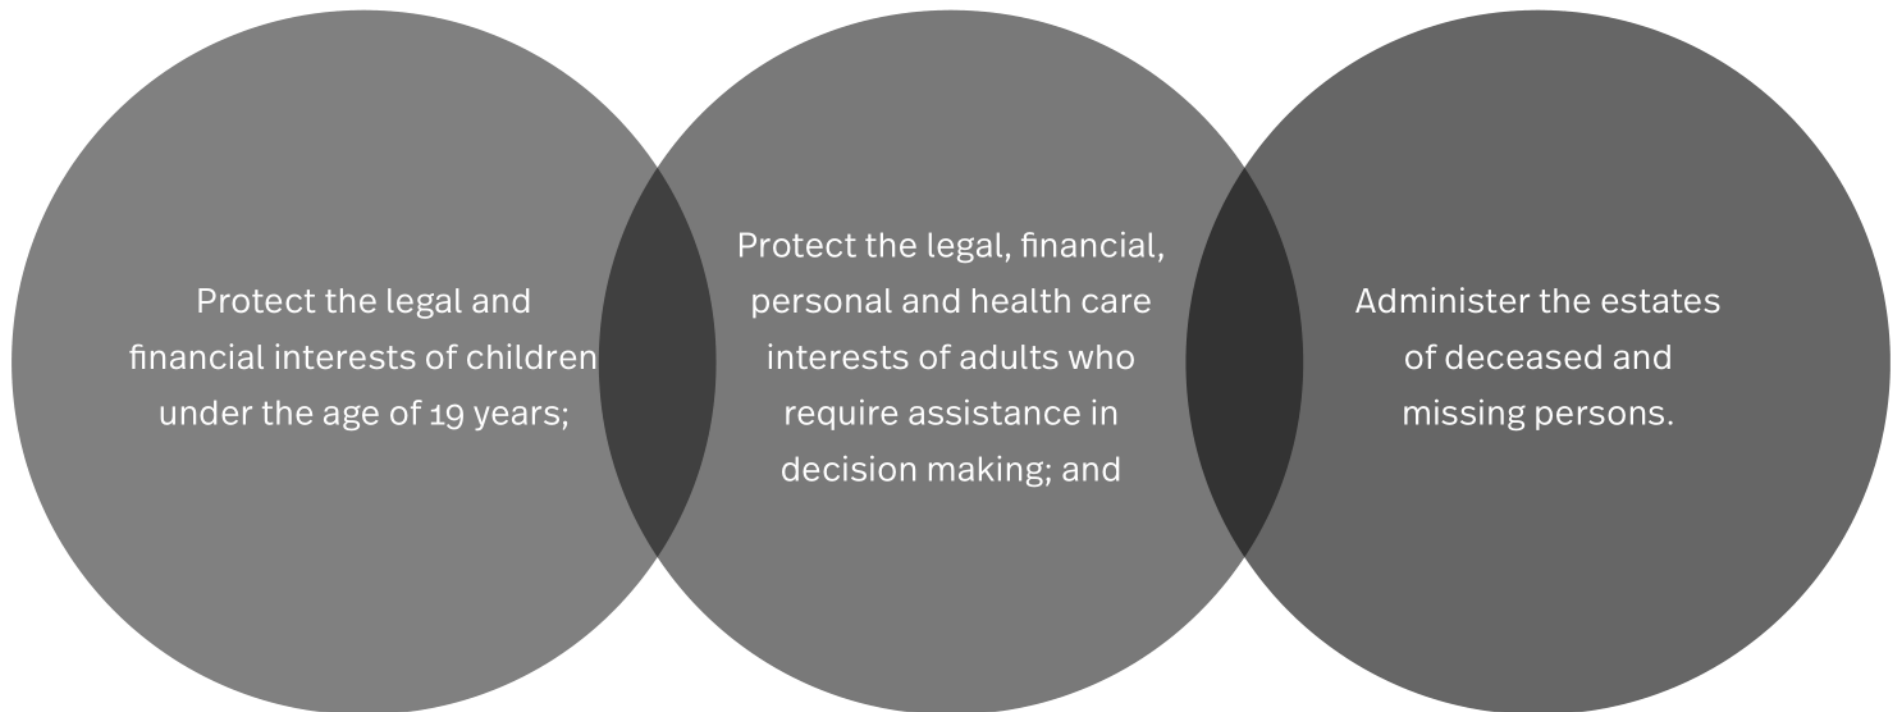 Protect the legal and
financial interests of children
under the age of 19 years;
Protect the legal, financial,
personal and health care
interests of adults who
require assistance in
decision making; and
Administer the estates
of deceased and
missing persons.